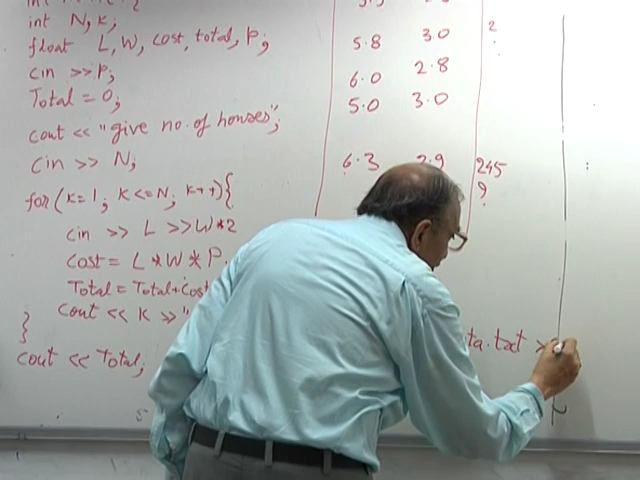 int N, K;
float L, W, cost, total, P;
cin >> P;
Total = 0;
cout << "give no. of houses";
cin >> N;
for (K=1; K<=N; K++) {
cin >> L >> W*2
Cost = L * W * P.
Total = Total + Cost
cout << K >> "
}
cout << Total;
5.8 3.0 2
6.0 2.8
5.0 3.0
6.3 2.9 245
9
ta.txt >